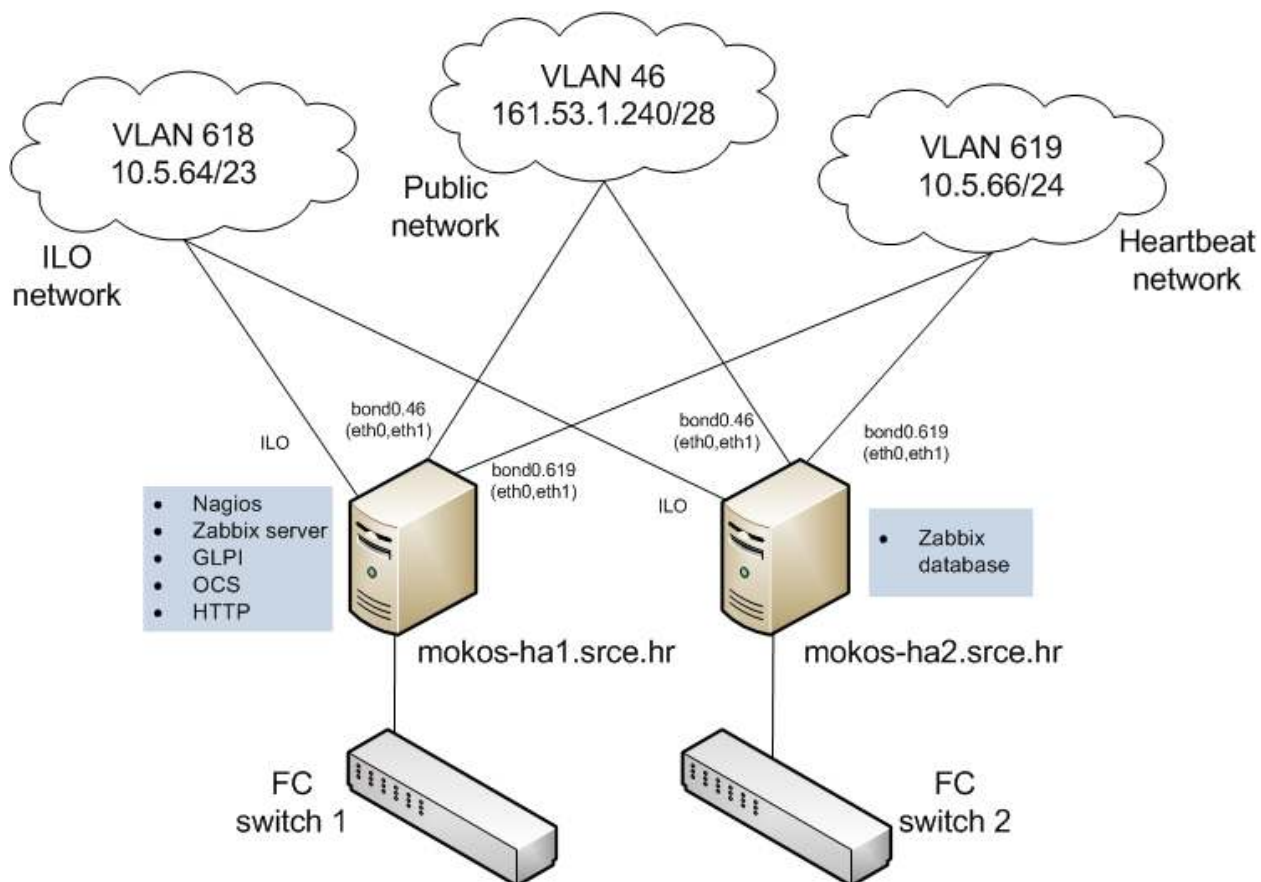 VLAN 46
161.53.1.240/28
VLAN 618
10.5.64/23
VLAN 619
10.5.66/24
Public
network
ILO
network
Heartbeat
network
bond0.46
(eth0,eth1)
ILO
bond0.619
(eth0,eth1)
bond0.46
(eth0,eth1)
bond0.619
(eth0,eth1)
ILO
• Nagios
• Zabbix server
• GLPI
• OCS
• HTTP
• Zabbix
database
mokos-ha1.srce.hr
mokos-ha2.srce.hr
FC
switch 1
FC
switch 2